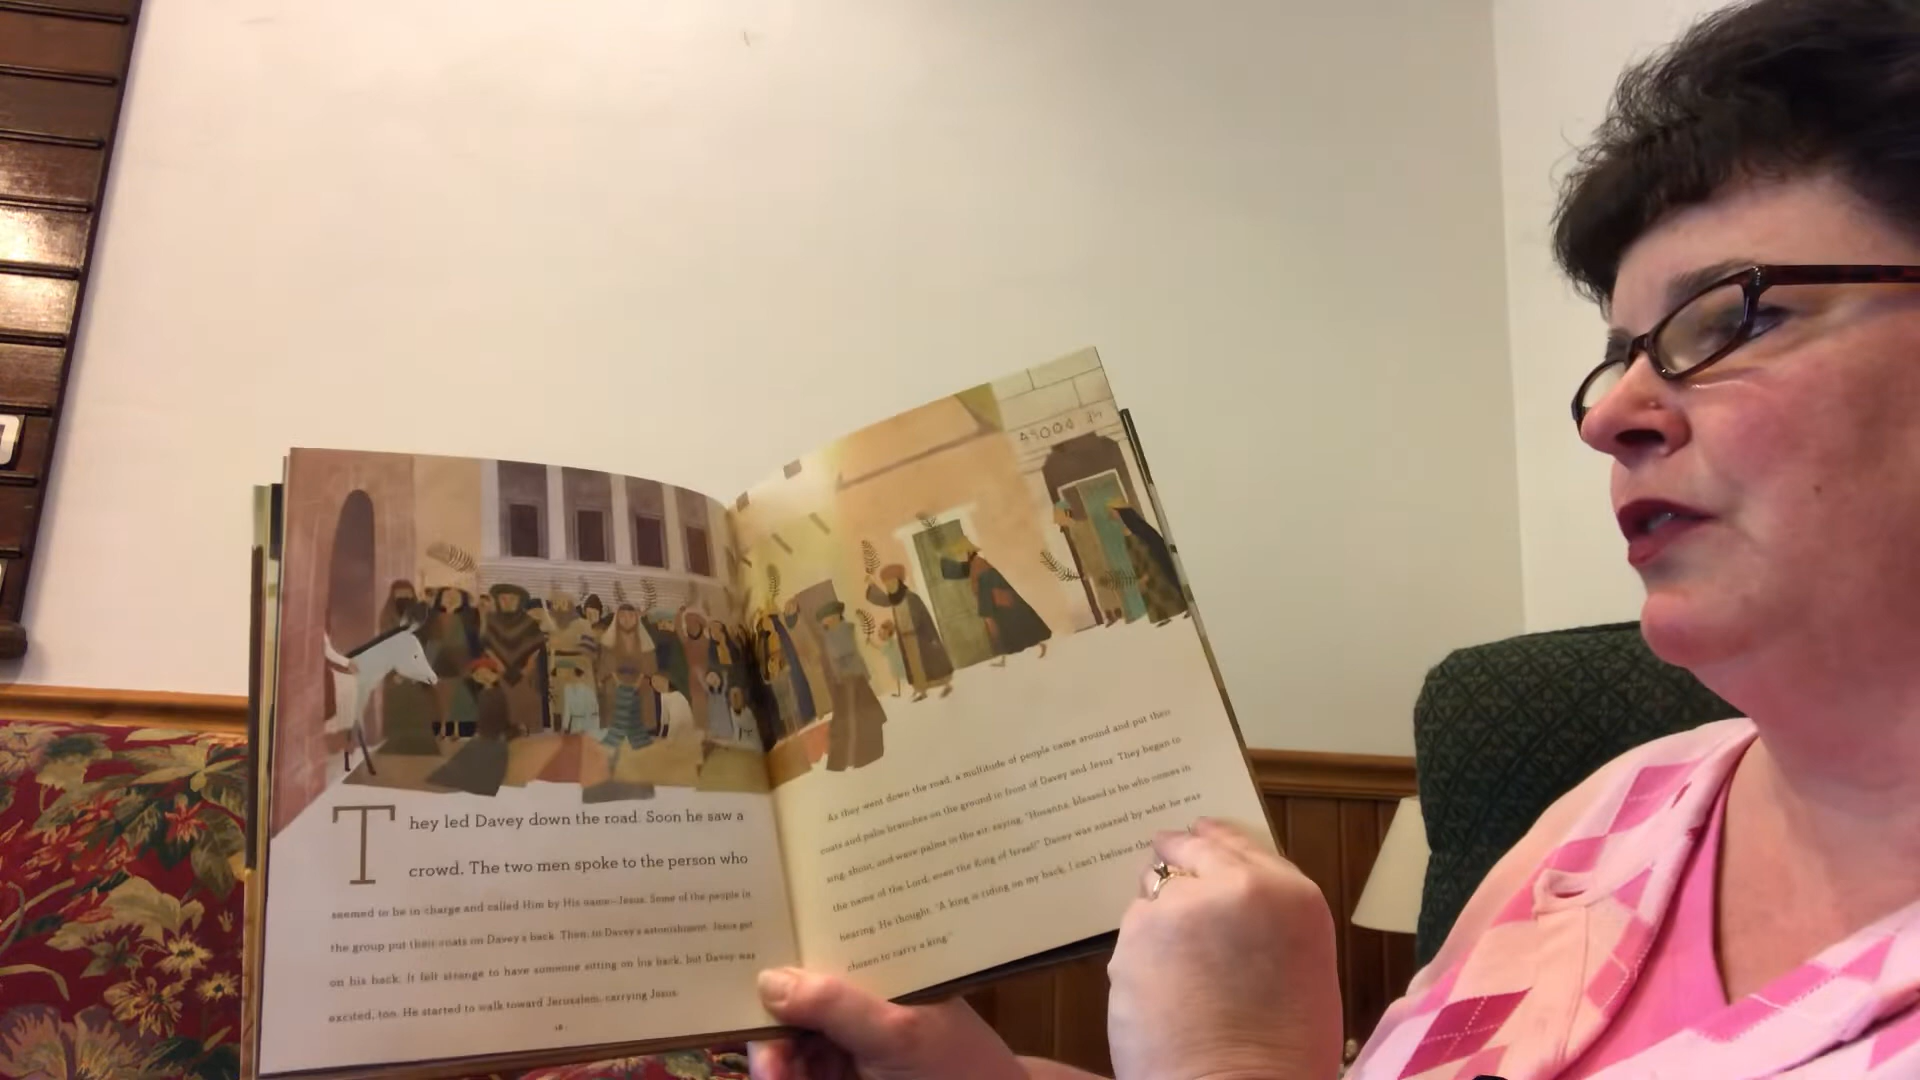 They led Davey down the road. Soon he saw a
crowd. The two men spoke to the person who
seemed to be in charge and called Him by His name—Jesus. Some of the people in
the group put their coats on Davey's back. Then, to Davey's astonishment, Jesus got
on his back. It felt strange to have someone sitting on his back, but Davey was
excited, too. He started to walk toward Jerusalem, carrying Jesus.
18
As they went down the road, a multitude of people came around and put their
coats and palm branches on the ground in front of Davey and Jesus. They began to
sing, shout, and wave palms in the air, saying, "Hosanna, blessed is he who comes in
the name of the Lord, even the King of Israel!" Davey was amazed by what he was
hearing. He thought, "A king is riding on my back, I can't believe
chosen to carry a king."